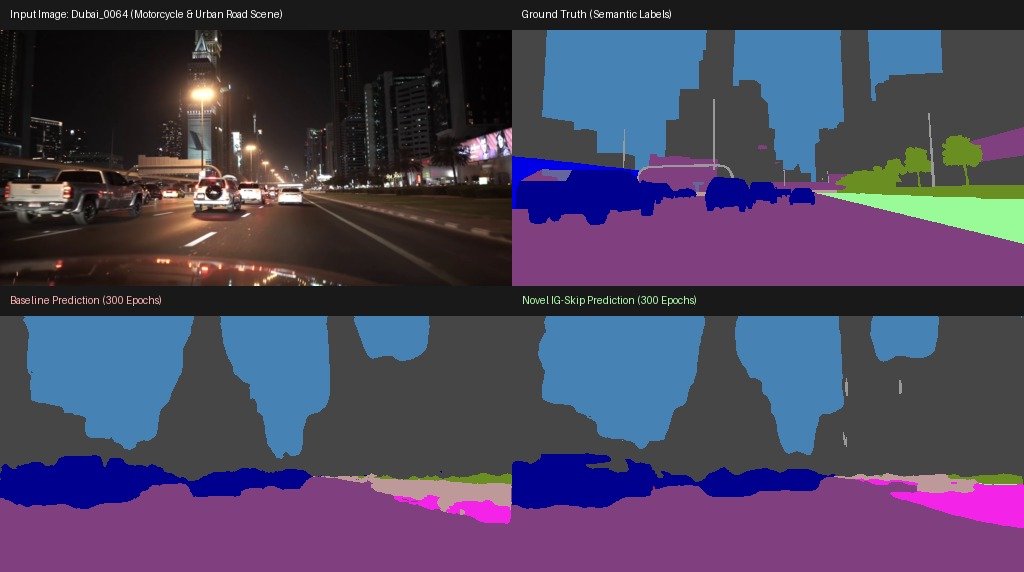 Input Image: Dubai_0064 (Motorcycle & Urban Road Scene)
Ground Truth (Semantic Labels)
Baseline Prediction (300 Epochs)
Novel IG-Skip Prediction (300 Epochs)